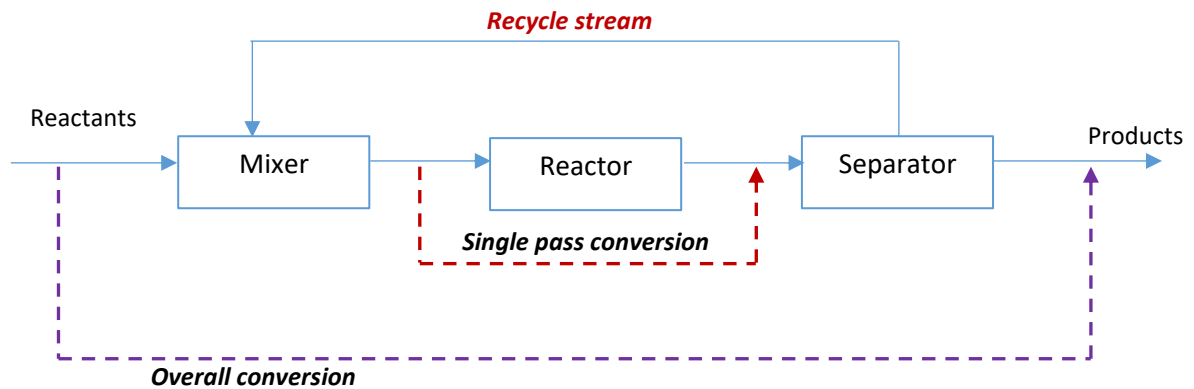 Recycle stream
Reactants
Products
Mixer
Reactor
Separator
Single pass conversion
Overall conversion